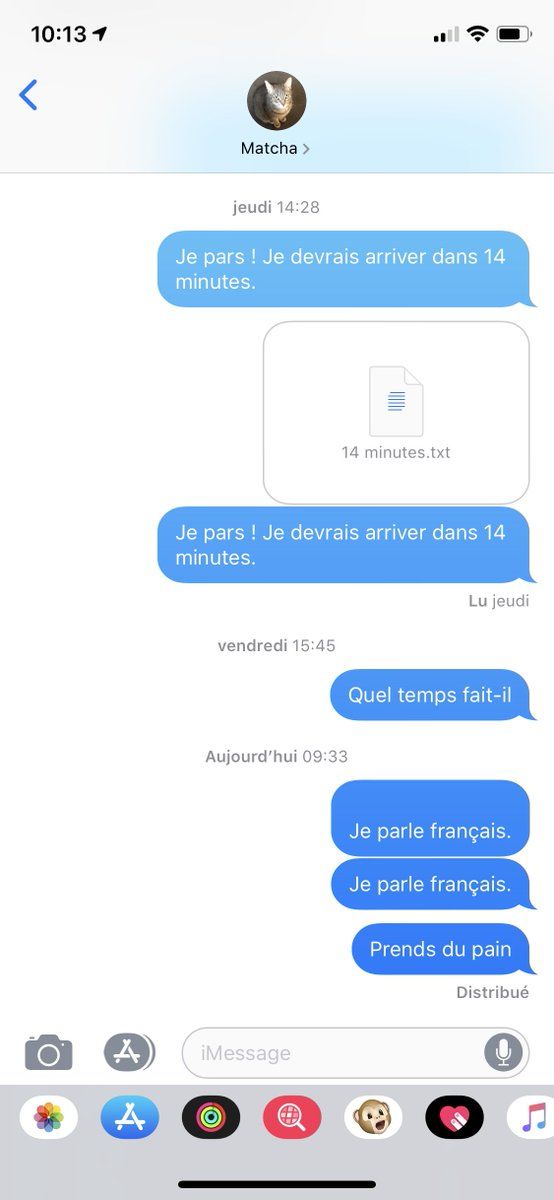 10:13
Matcha
jeudi 14:28
Je pars ! Je devrais arriver dans 14
minutes.
14 minutes.txt
Je pars ! Je devrais arriver dans 14
minutes.
Lu jeudi
vendredi 15:45
Quel temps fait-il
Aujourd’hui 09:33
Je parle français.
Je parle français.
Prends du pain
Distribué
iMessage